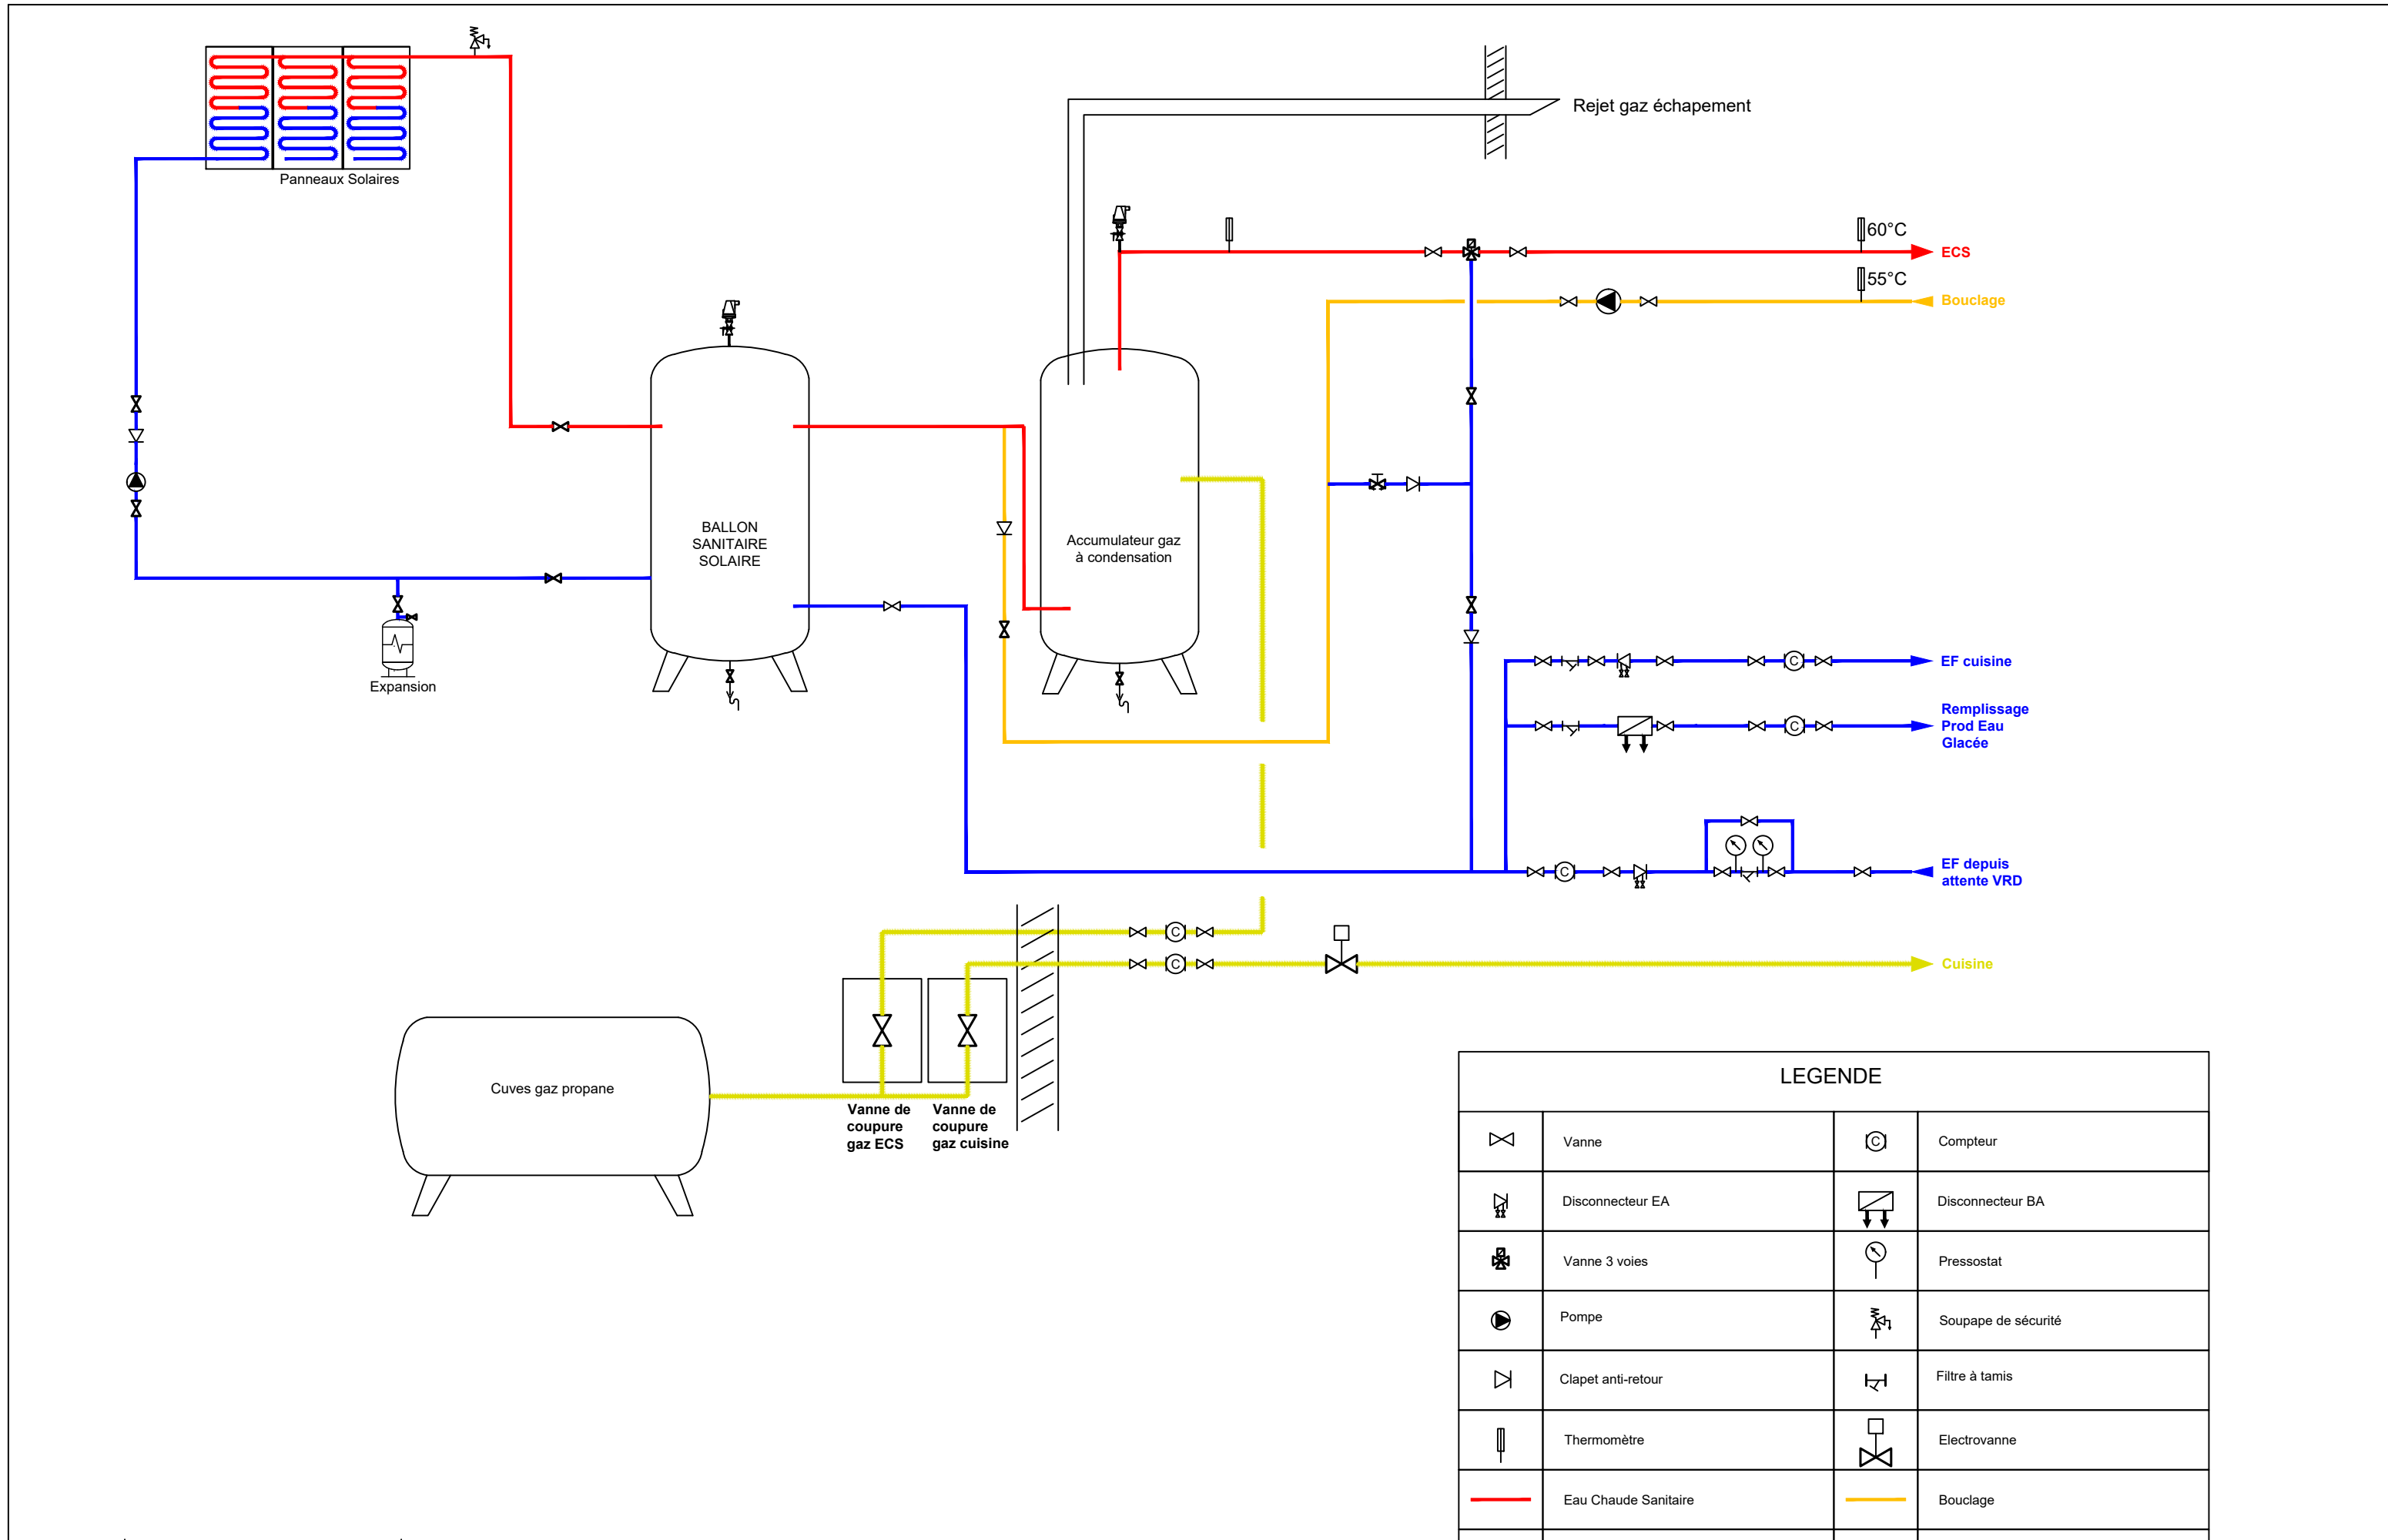 Panneaux Solaires
Rejet gaz échapement
60°C
ECS
55°C
Bouclage
BALLON
SANITAIRE
SOLAIRE
Accumulateur gaz
à condensation
Expansion
EF cuisine
Remplissage
Prod Eau
Glacée
EF depuis
attente VRD
C
C
C
C
C
Cuisine
Cuves gaz propane
Vanne de
coupure
gaz ECS
Vanne de
coupure
gaz cuisine
LEGENDE
Vanne
C
Compteur
Disconnecteur EA
Disconnecteur BA
Vanne 3 voies
Pressostat
Pompe
Soupape de sécurité
Clapet anti-retour
Filtre à tamis
Thermomètre
Electrovanne
Eau Chaude Sanitaire
Bouclage